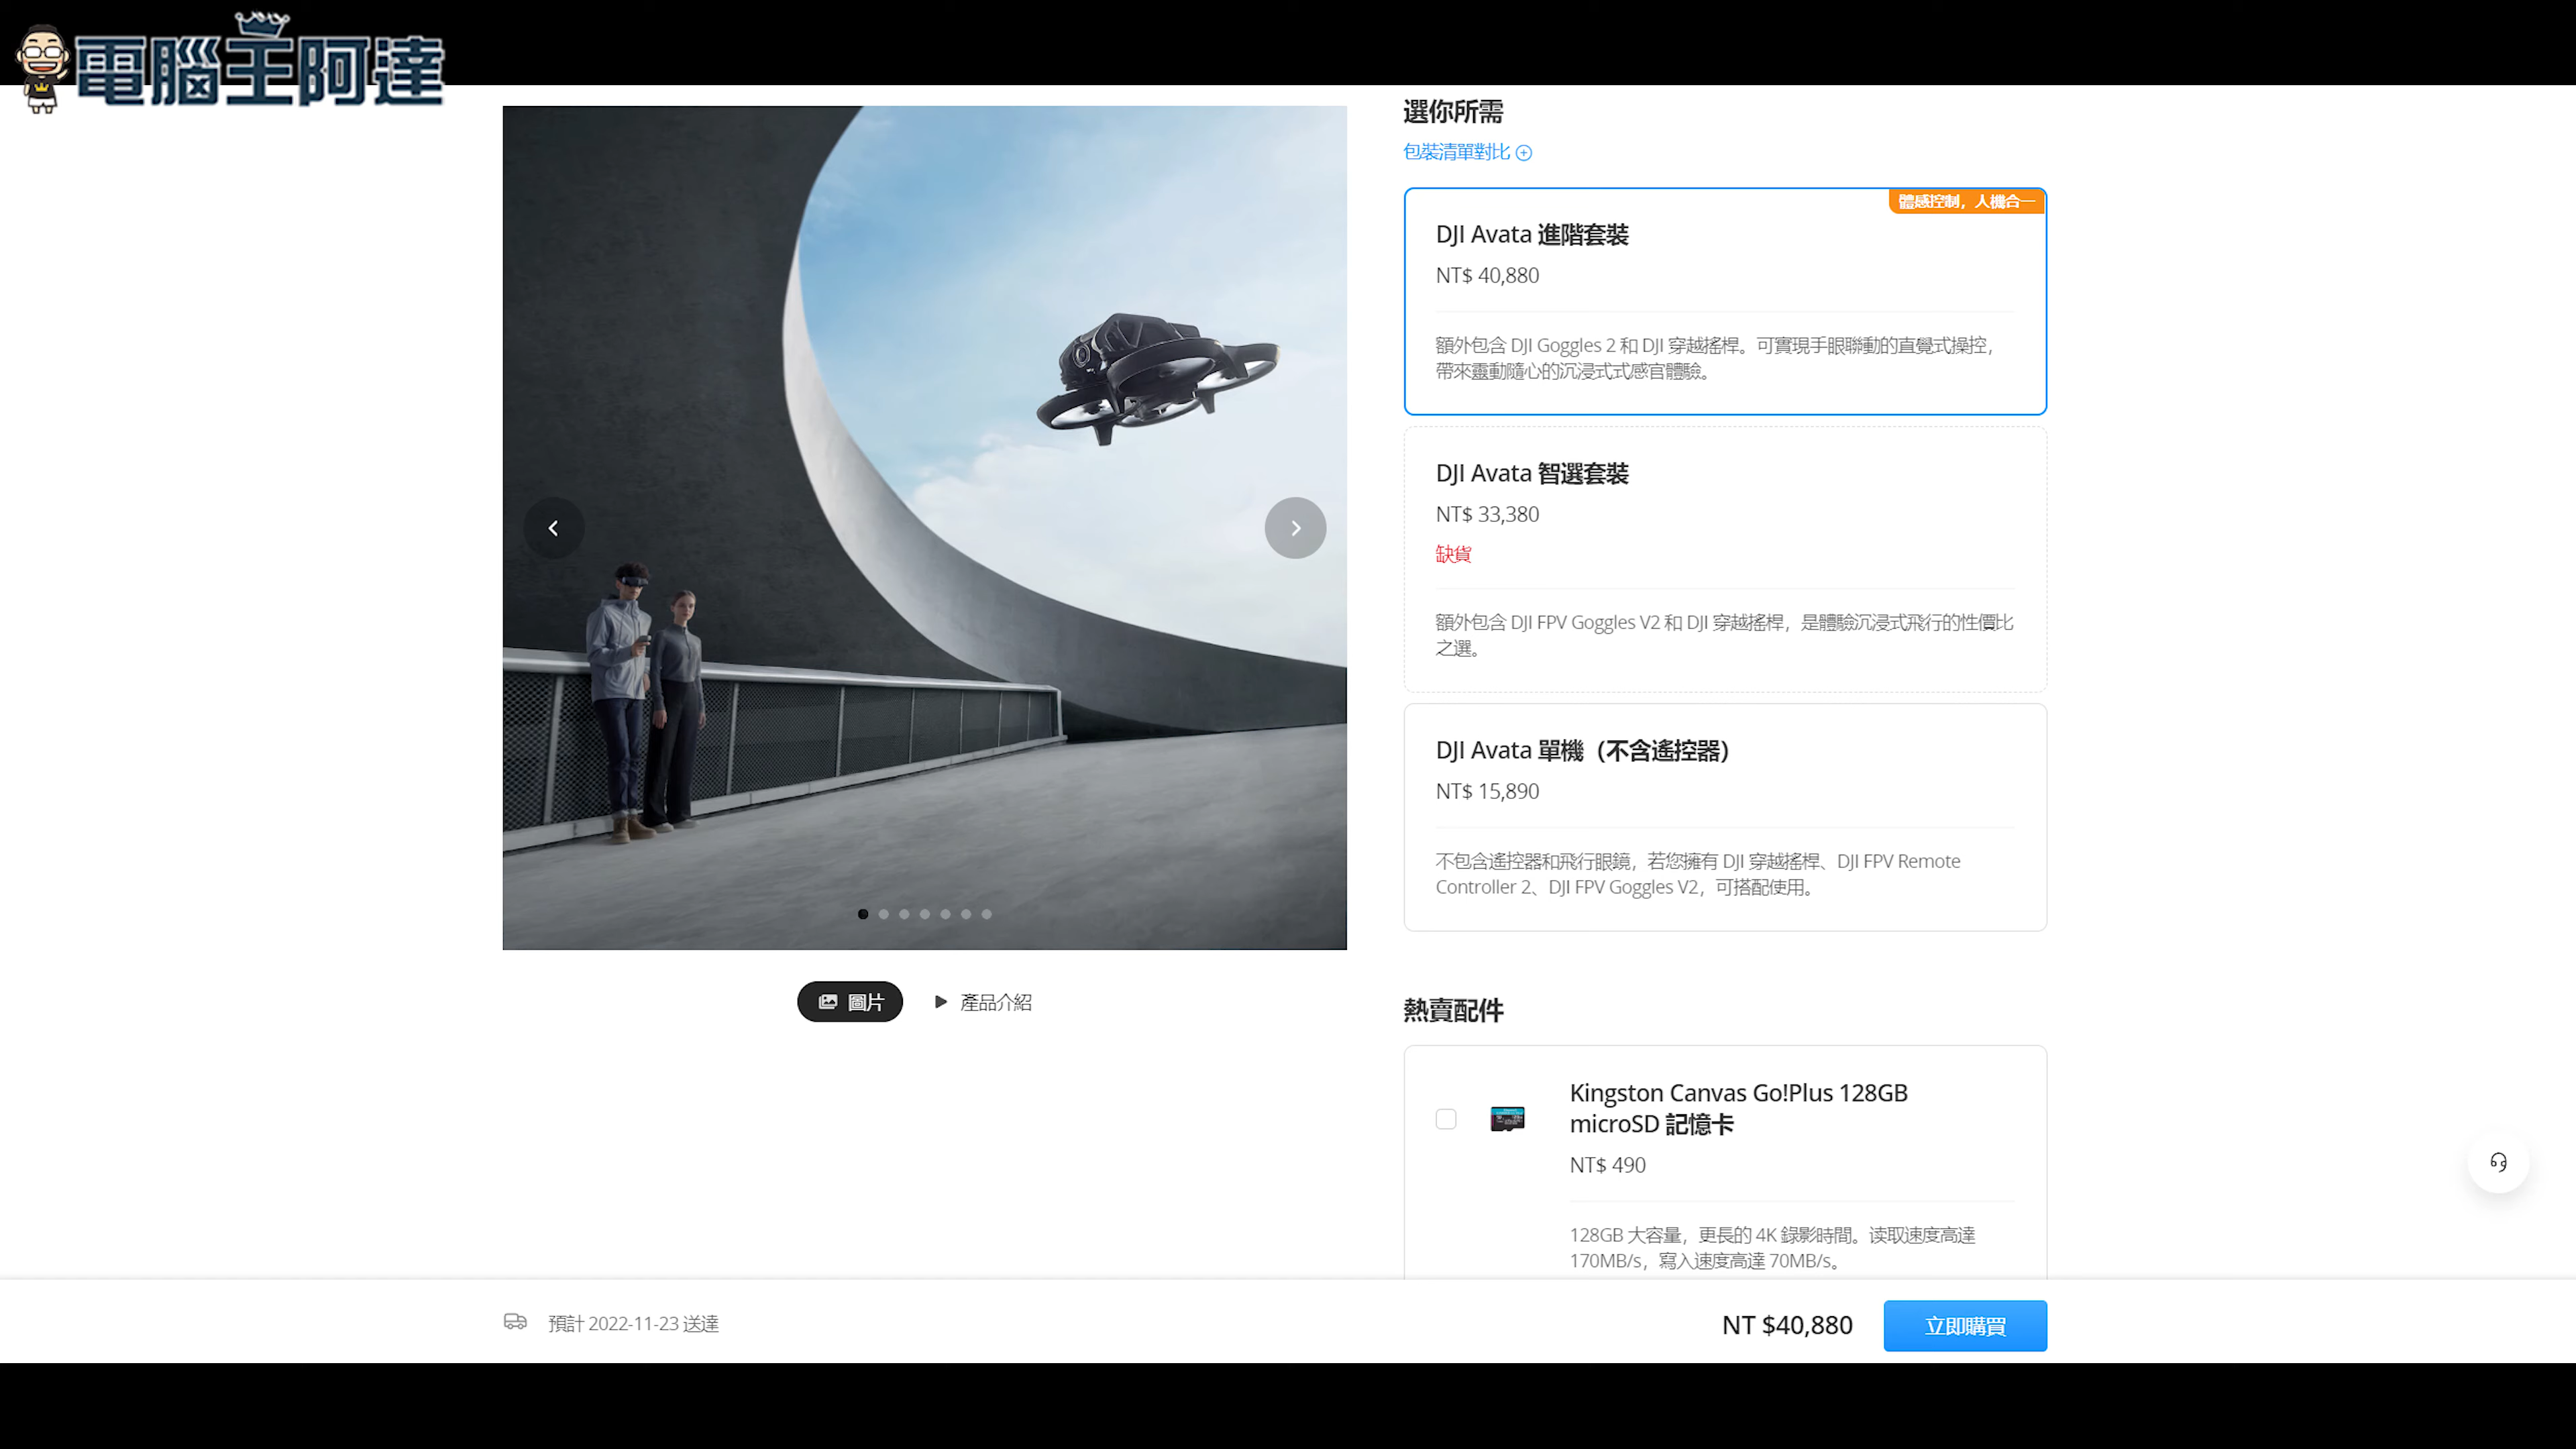 電腦王阿達
選你所需
包裝清單對比
體感控制，人機合一
DJI Avata 進階套裝
NT$ 40,880
額外包含 DJI Goggles 2 和 DJI 穿越搖桿。可實現手眼聯動的直覺式操控，
帶來靈動隨心的沉浸式式感官體驗。
DJI Avata 智選套裝
NT$ 33,380
缺貨
額外包含 DJI FPV Goggles V2 和 DJI 穿越搖桿，是體驗沉浸式飛行的性價比
之選。
DJI Avata 單機（不含遙控器）
NT$ 15,890
不包含遙控器和飛行眼鏡，若您擁有 DJI 穿越搖桿、DJI FPV Remote
Controller 2、DJI FPV Goggles V2，可搭配使用。
圖片
產品介紹
熱賣配件
Kingston Canvas Go!Plus 128GB
microSD 記憶卡
NT$ 490
128GB 大容量，更長的 4K 錄影時間。读取速度高達
170MB/s，寫入速度高達 70MB/s。
預計 2022-11-23 送達
NT $40,880
立即購買